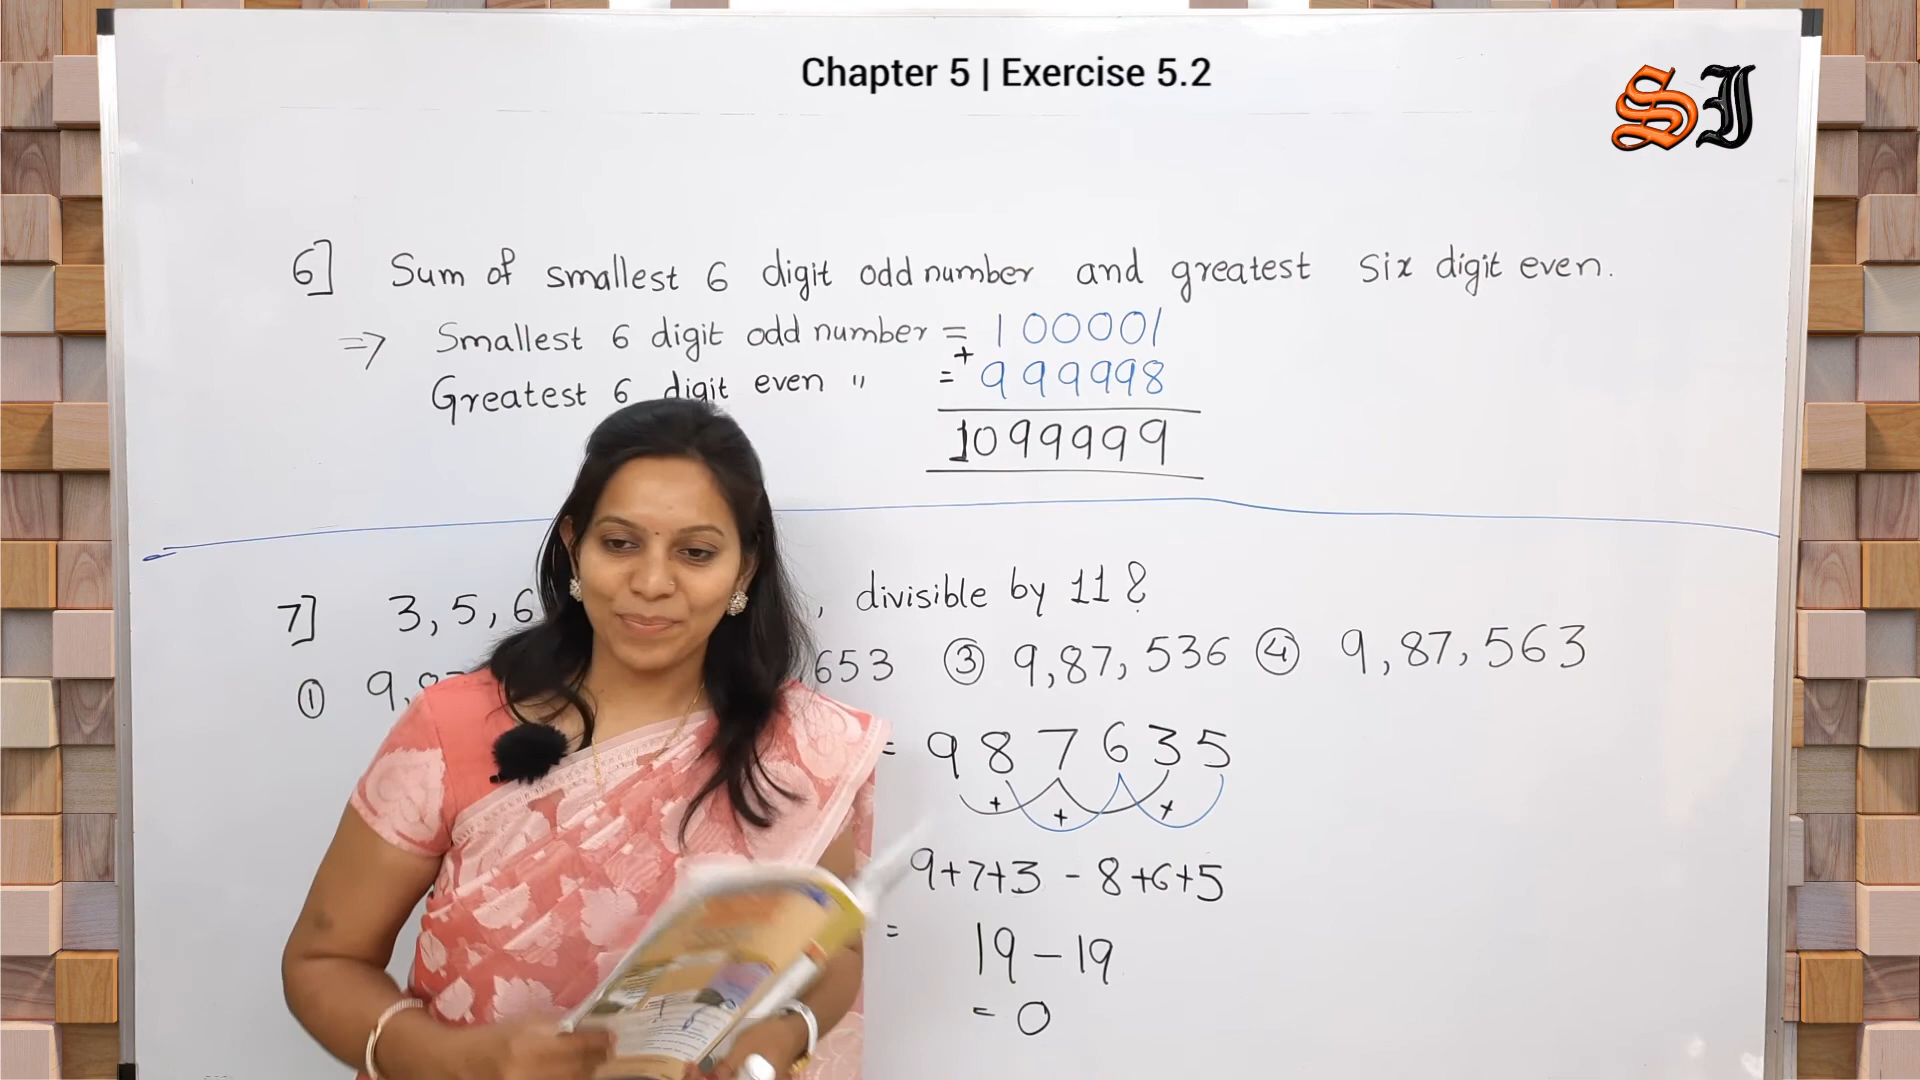 Chapter 5 | Exercise 5.2
SJ
6] Sum of smallest 6 digit odd number and greatest six digit even.
=> Smallest 6 digit odd number = 100001
+
Greatest 6 digit even " = 999998
1099999
7] 3, 5, 6 , divisible by 11?
① 9,8 653 ③ 9,87,536 ④ 9,87,563
= 987635
+ + +
9+7+3 - 8+6+5
= 19-19
= 0